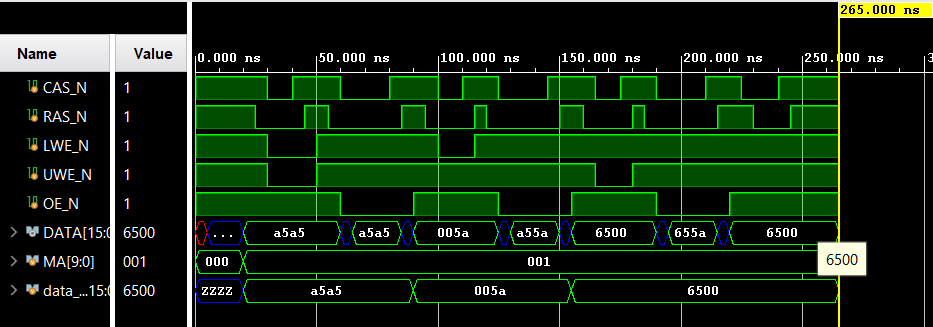 265.000 ns
Name Value 0.000 ns 50.000 ns 100.000 ns 150.000 ns 200.000 ns 250.000 ns 3
CAS_N 1
RAS_N 1
LWE_N 1
UWE_N 1
OE_N 1
DATA[15:0 6500 ... a5a5 a5a5 005a a55a 6500 655a 6500
MA[9:0] 001 000 001
data_...15:0 6500 ZZZZ a5a5 005a 6500
6500